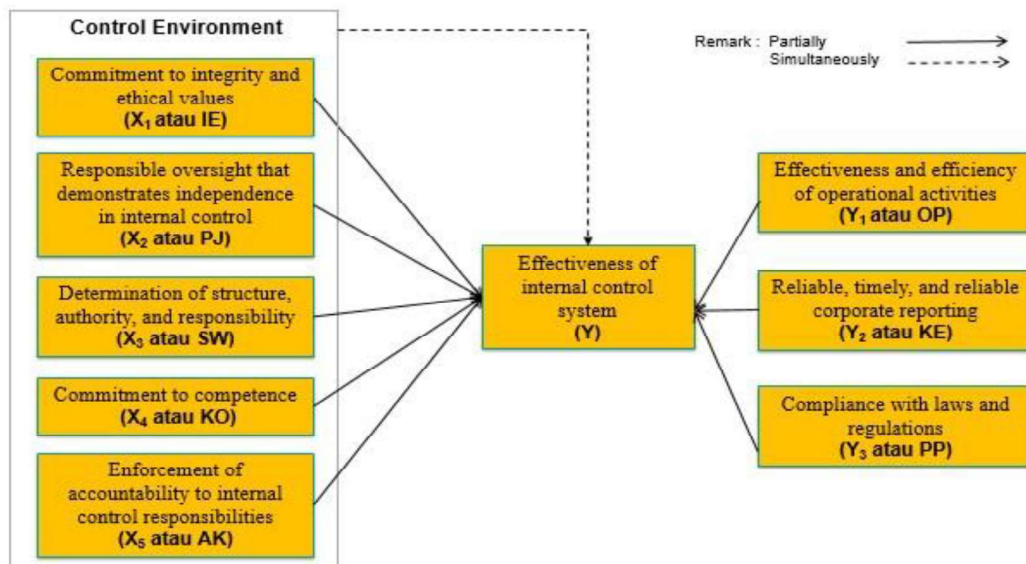 Control Environment
Commitment to integrity and
ethical values
(X₁ atau IE)
Responsible oversight that
demonstrates independence
in internal control
(X₂ atau PJ)
Determination of structure,
authority, and responsibility
(X₃ atau SW)
Commitment to competence
(X₄ atau KO)
Enforcement of
accountability to internal
control responsibilities
(X₅ atau AK)
Effectiveness of
internal control
system
(Y)
Remark : Partially
Simultaneously
Effectiveness and efficiency
of operational activities
(Y₁ atau OP)
Reliable, timely, and reliable
corporate reporting
(Y₂ atau KE)
Compliance with laws and
regulations
(Y₃ atau PP)